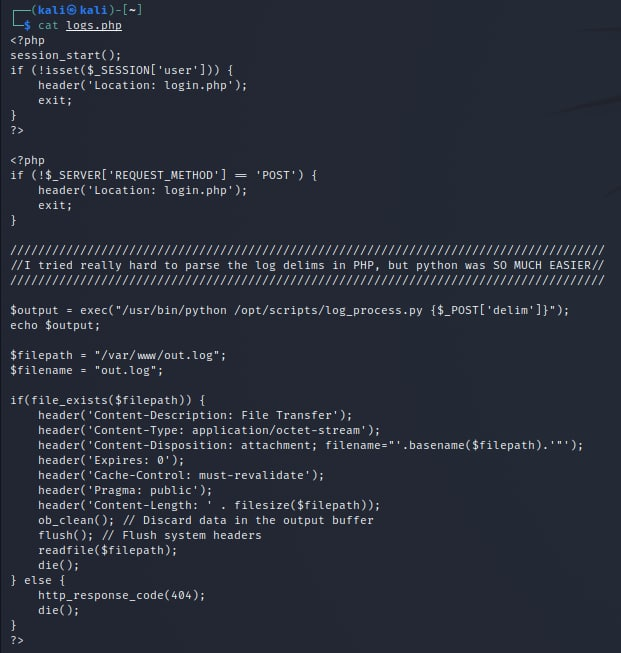 ┌──(kali㉿kali)-[~]
└─$ cat logs.php
<?php
session_start();
if (!isset($_SESSION['user'])) {
    header('Location: login.php');
    exit;
}
?>

<?php
if (!$_SERVER['REQUEST_METHOD'] == 'POST') {
    header('Location: login.php');
    exit;
}

/////////////////////////////////////////////////////////////////////////////////////
//I tried really hard to parse the log delims in PHP, but python was SO MUCH EASIER//
/////////////////////////////////////////////////////////////////////////////////////

$output = exec("/usr/bin/python /opt/scripts/log_process.py {$_POST['delim']}");
echo $output;

$filepath = "/var/www/out.log";
$filename = "out.log";

if(file_exists($filepath)) {
    header('Content-Description: File Transfer');
    header('Content-Type: application/octet-stream');
    header('Content-Disposition: attachment; filename="'.basename($filepath).'"');
    header('Expires: 0');
    header('Cache-Control: must-revalidate');
    header('Pragma: public');
    header('Content-Length: ' . filesize($filepath));
    ob_clean(); // Discard data in the output buffer
    flush(); // Flush system headers
    readfile($filepath);
    die();
} else {
    http_response_code(404);
    die();
}
?>